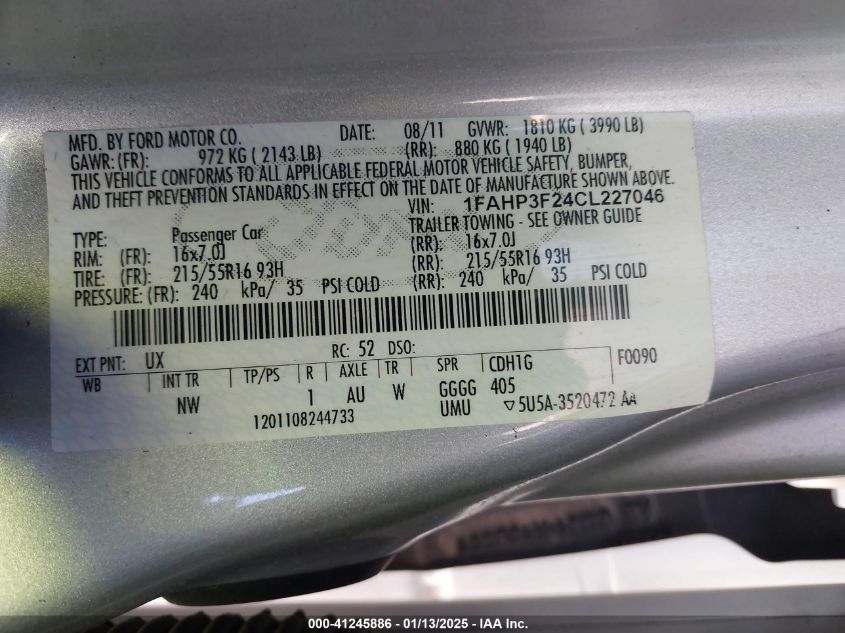 MFD. BY FORD MOTOR CO. DATE: 08/11 GVWR: 1810 KG ( 3990 LB)
GAWR: (FR): 972 KG ( 2143 LB) (RR): 880 KG ( 1940 LB)
THIS VEHICLE CONFORMS TO ALL APPLICABLE FEDERAL MOTOR VEHICLE SAFETY, BUMPER,
AND THEFT PREVENTION STANDARDS IN EFFECT ON THE DATE OF MANUFACTURE SHOWN ABOVE.
VIN: 1FAHP3F24CL227046
TYPE: Passenger Car TRAILER TOWING - SEE OWNER GUIDE
RIM: (FR): 16x7.0J (RR): 16x7.0J
TIRE: (FR): 215/55R16 93H (RR): 215/55R16 93H
PRESSURE: (FR): 240 kPa/ 35 PSI COLD (RR): 240 kPa/ 35 PSI COLD
EXT PNT: UX RC: 52 DSO:
WB INT TR TP/PS R AXLE TR SPR CDH1G F0090
NW 1 AU W GGGG 405
1201108244733 UMU ▽5U5A-3520472 AA
000-41245886 — 01/13/2025 — IAA Inc.